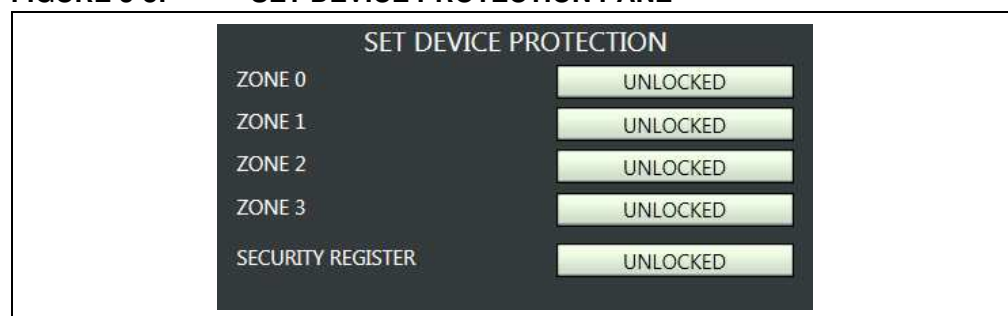 SET DEVICE PROTECTION
ZONE 0 UNLOCKED
ZONE 1 UNLOCKED
ZONE 2 UNLOCKED
ZONE 3 UNLOCKED
SECURITY REGISTER UNLOCKED